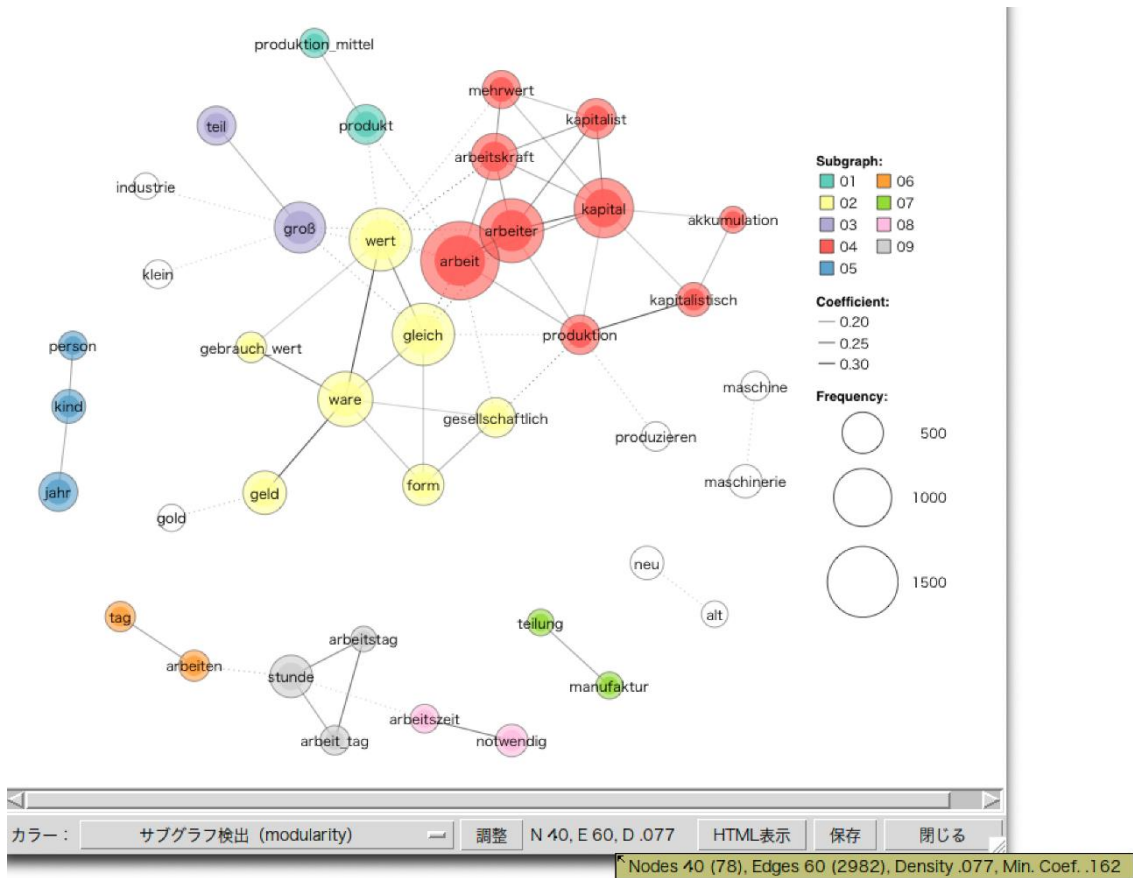 produktion_mittel
mehrwert
kapitalist
teil
produkt
arbeitskraft
industrie
kapital
akkumulation
groß
wert
arbeiter
arbeit
klein
kapitalistisch
person
gebrauch_wert
gleich
produktion
kind
ware
gesellschaftlich
maschine
produzieren
jahr
geld
form
maschinerie
gold
neu
alt
tag
teilung
arbeiten
arbeitstag
stunde
manufaktur
arbeitszeit
arbeit_tag
notwendig
Subgraph:
01 06
02 07
03 08
04 09
05
Coefficient:
0.20
0.25
0.30
Frequency:
500
1000
1500
カラー: サブグラフ検出 (modularity) 調整 N 40, E 60, D .077 HTML表示 保存 閉じる
Nodes 40 (78), Edges 60 (2982), Density .077, Min. Coef. .162